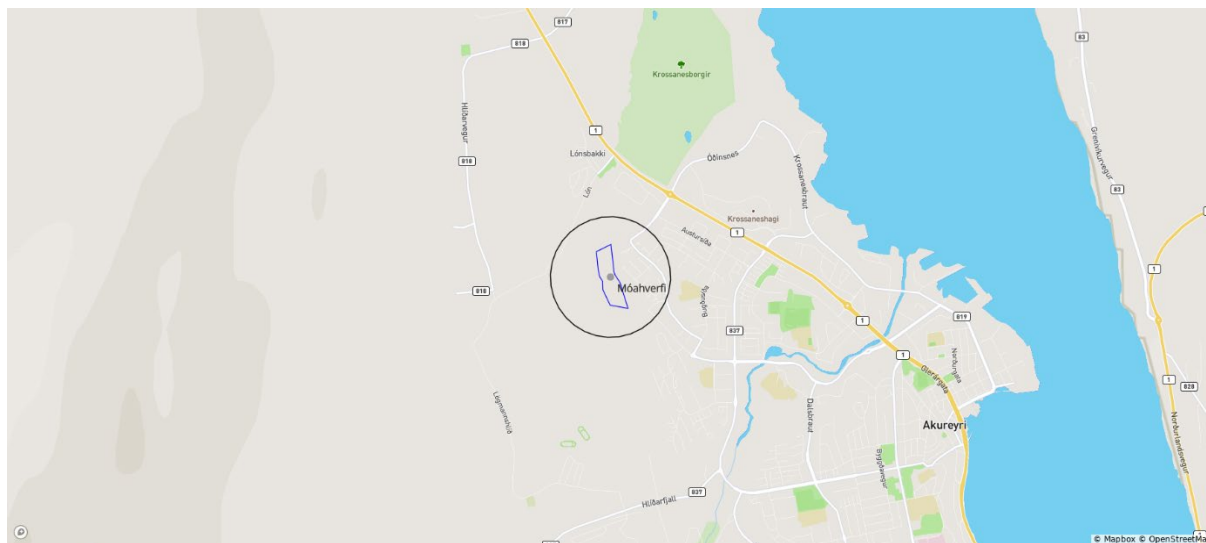 817
818
83
Krossanesborgir
Hlíðarvegur
1
Óðinsnes
Lónsbakki
Krossanesbraut
Grenivíkurvegur
818
83
Lón
Krossaneshagi
1
Austursíða
1
Móahverfi
818
Bugðusíða
837
1
819
1
1
Norðurgata
Glerárgata
828
Lögmannshlíð
Dalsbraut
Akureyri
Byggðavegur
Norðurlandsvegur
837
Hlíðarfjall
1
© Mapbox © OpenStreetMa